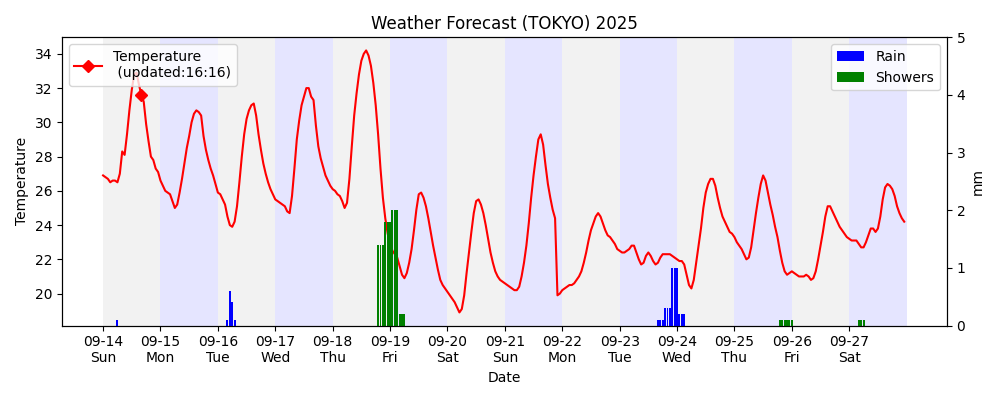 Weather Forecast (TOKYO) 2025
Temperature
(updated:16:16)
Rain
Showers
Temperature
34
32
30
28
26
24
22
20
5
4
3
2
1
0
mm
09-14 09-15 09-16 09-17 09-18 09-19 09-20 09-21 09-22 09-23 09-24 09-25 09-26 09-27
Sun Mon Tue Wed Thu Fri Sat Sun Mon Tue Wed Thu Fri Sat
Date